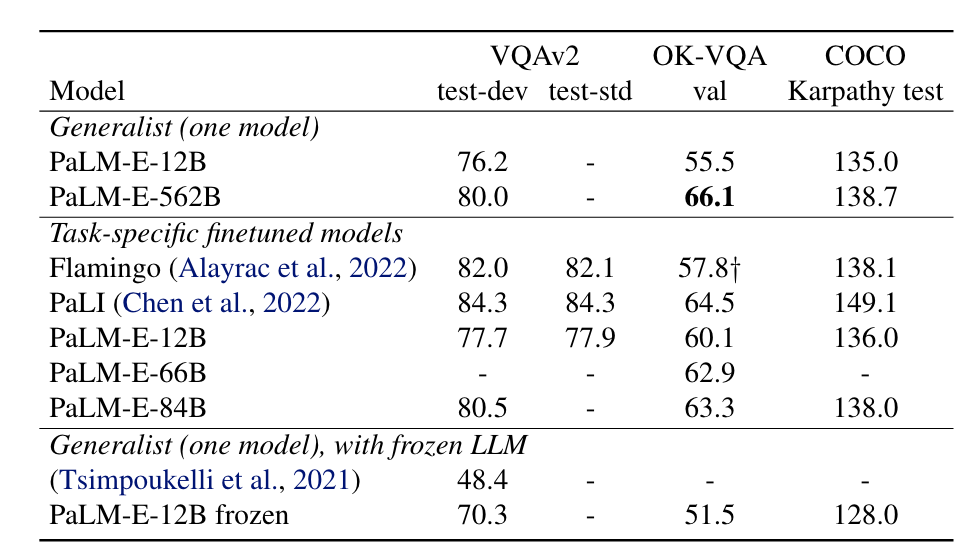 VQAv2 OK-VQA COCO
Model test-dev test-std val Karpathy test
Generalist (one model)
PaLM-E-12B 76.2 - 55.5 135.0
PaLM-E-562B 80.0 - 66.1 138.7
Task-specific finetuned models
Flamingo (Alayrac et al., 2022) 82.0 82.1 57.8† 138.1
PaLI (Chen et al., 2022) 84.3 84.3 64.5 149.1
PaLM-E-12B 77.7 77.9 60.1 136.0
PaLM-E-66B - - 62.9 -
PaLM-E-84B 80.5 - 63.3 138.0
Generalist (one model), with frozen LLM
(Tsimpoukelli et al., 2021) 48.4 - - -
PaLM-E-12B frozen 70.3 - 51.5 128.0